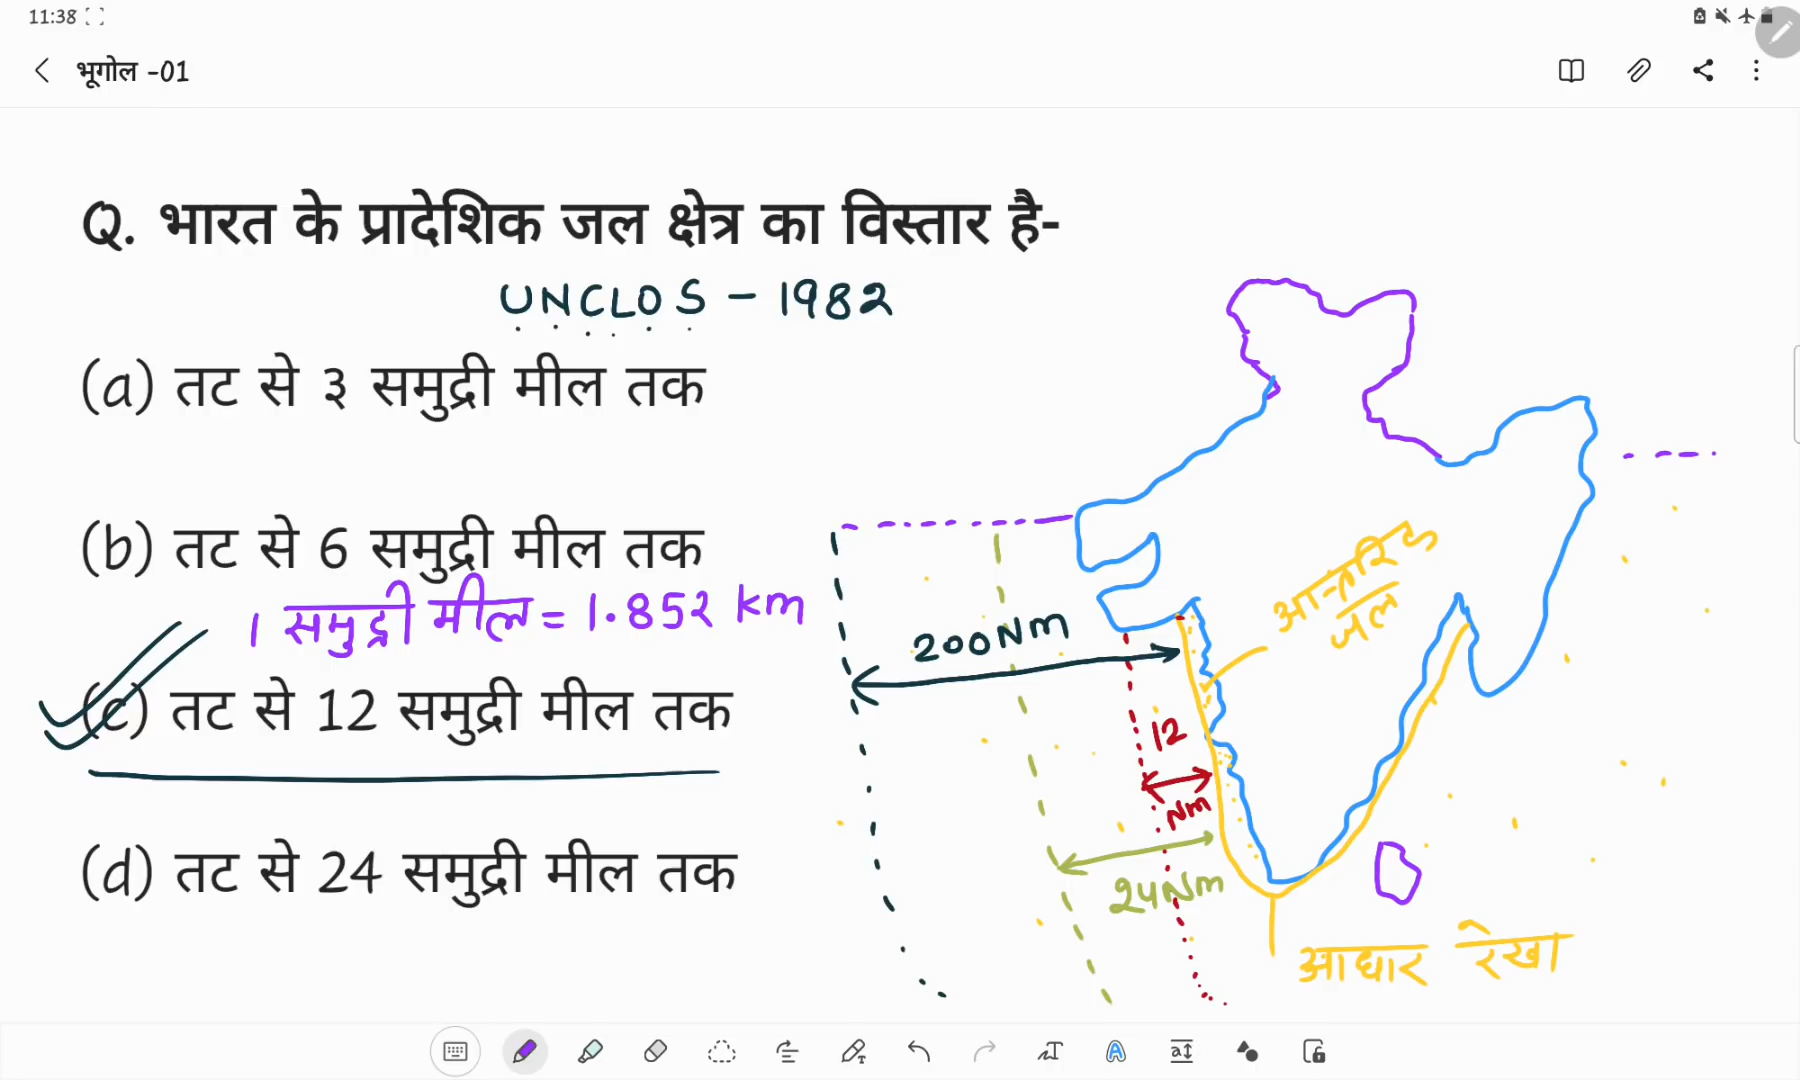 11:38
भूगोल -01
Q. भारत के प्रादेशिक जल क्षेत्र का विस्तार है-
UNCLOS - 1982
(a) तट से ३ समुद्री मील तक
(b) तट से 6 समुद्री मील तक
1 समुद्री मील = 1.852 km
(c) तट से 12 समुद्री मील तक
(d) तट से 24 समुद्री मील तक
आन्तरिक
जल
200Nm
12
Nm
24Nm
आधार रेखा